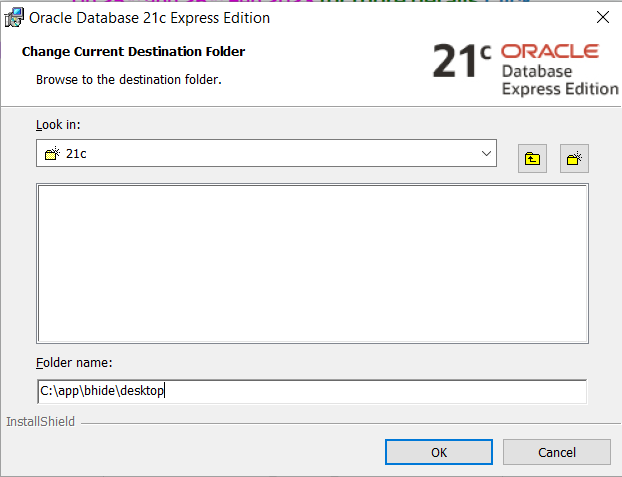 Oracle Database 21c Express Edition
Change Current Destination Folder
Browse to the destination folder.
21c ORACLE
Database
Express Edition
Look in:
21c
Folder name:
C:\app\bhide\desktop
InstallShield
OK Cancel